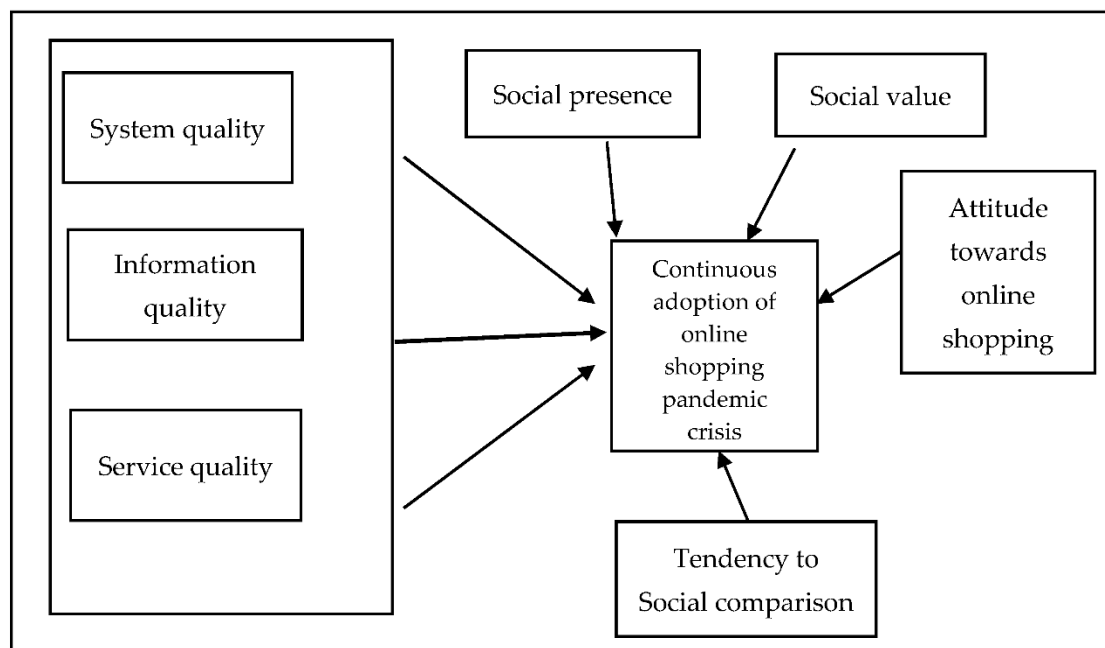 System quality
Information
quality
Service quality
Social presence
Social value
Attitude
towards
online
shopping
Continuous
adoption of
online
shopping
pandemic
crisis
Tendency to
Social comparison